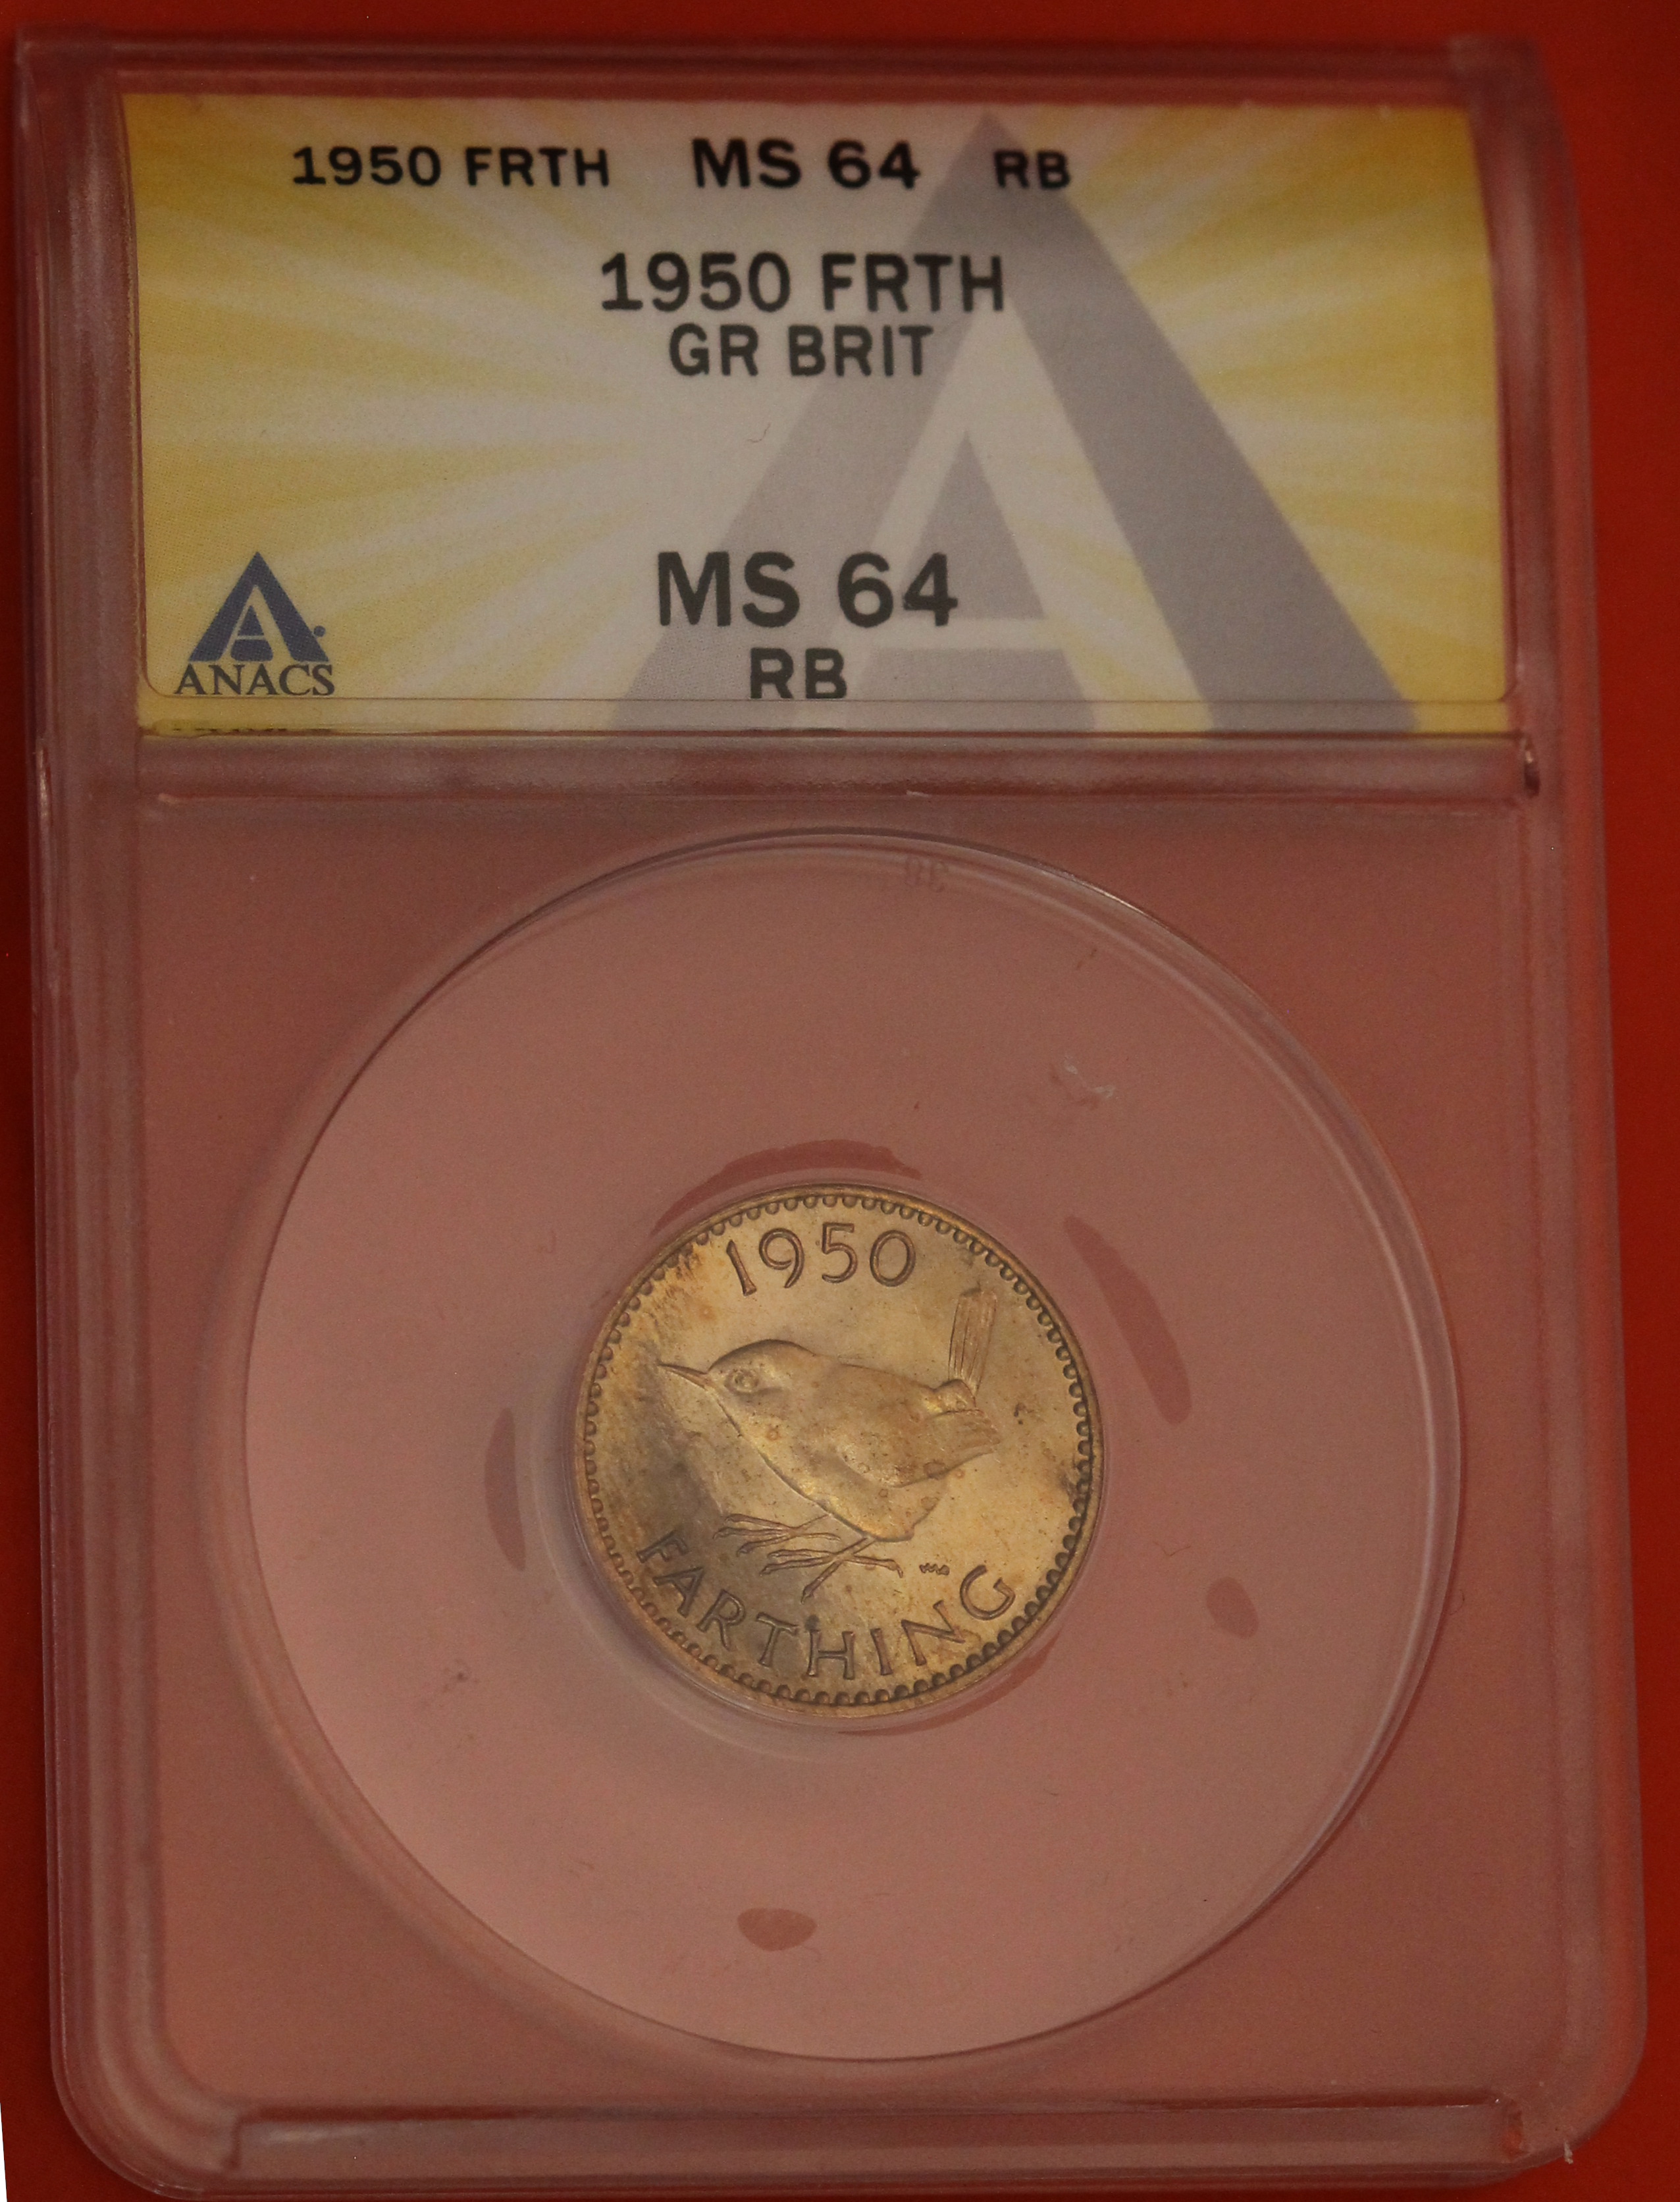 1950 FRTH MS 64 RB
1950 FRTH
GR BRIT
MS 64
RB
ANACS
1950
FARTHING